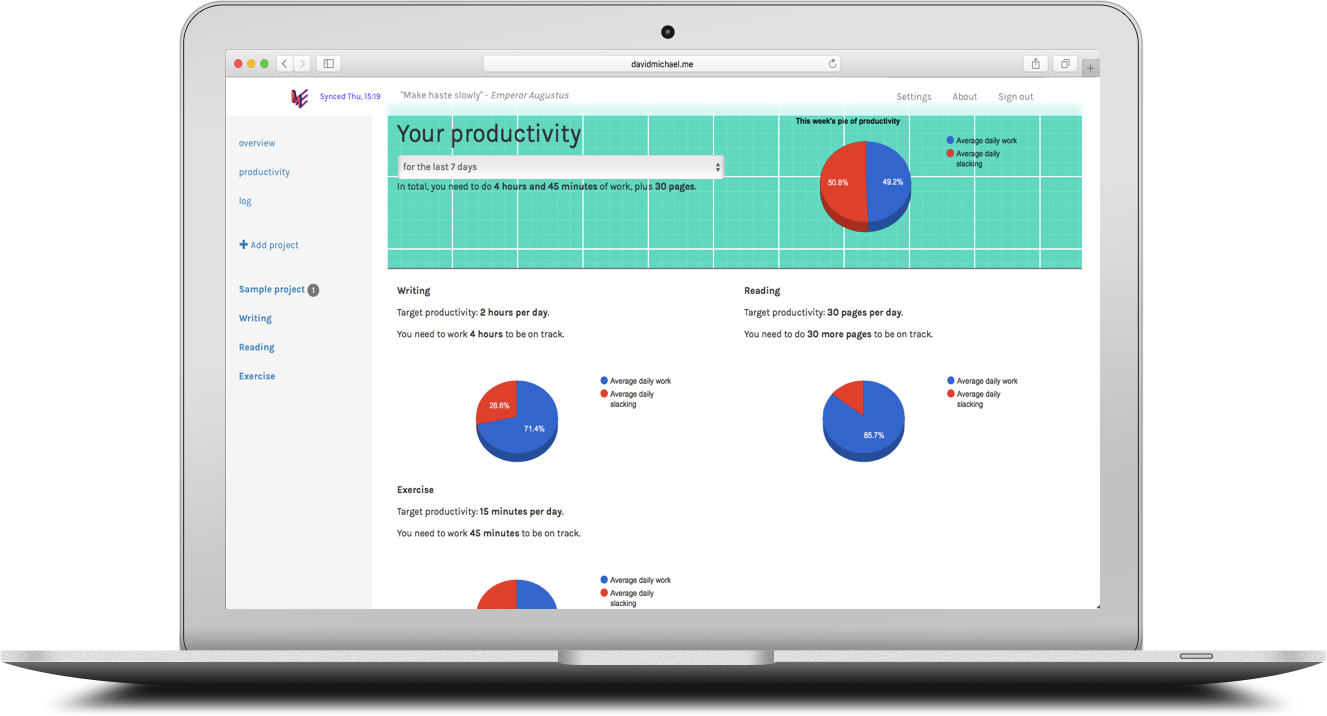 davidmichael.me
Synced Thu, 15:19
"Make haste slowly" - Emperor Augustus
Settings
About
Sign out
overview
productivity
log
Add project
Sample project 1
Writing
Reading
Exercise
Your productivity
for the last 7 days
In total, you need to do 4 hours and 45 minutes of work, plus 30 pages.
This week's pie of productivity
50.8%
49.2%
Average daily work
Average daily
slacking
Writing
Target productivity: 2 hours per day.
You need to work 4 hours to be on track.
28.6%
71.4%
Average daily work
Average daily
slacking
Reading
Target productivity: 30 pages per day.
You need to do 30 more pages to be on track.
85.7%
Average daily work
Average daily
slacking
Exercise
Target productivity: 15 minutes per day.
You need to work 45 minutes to be on track.
Average daily work
Average daily
slacking